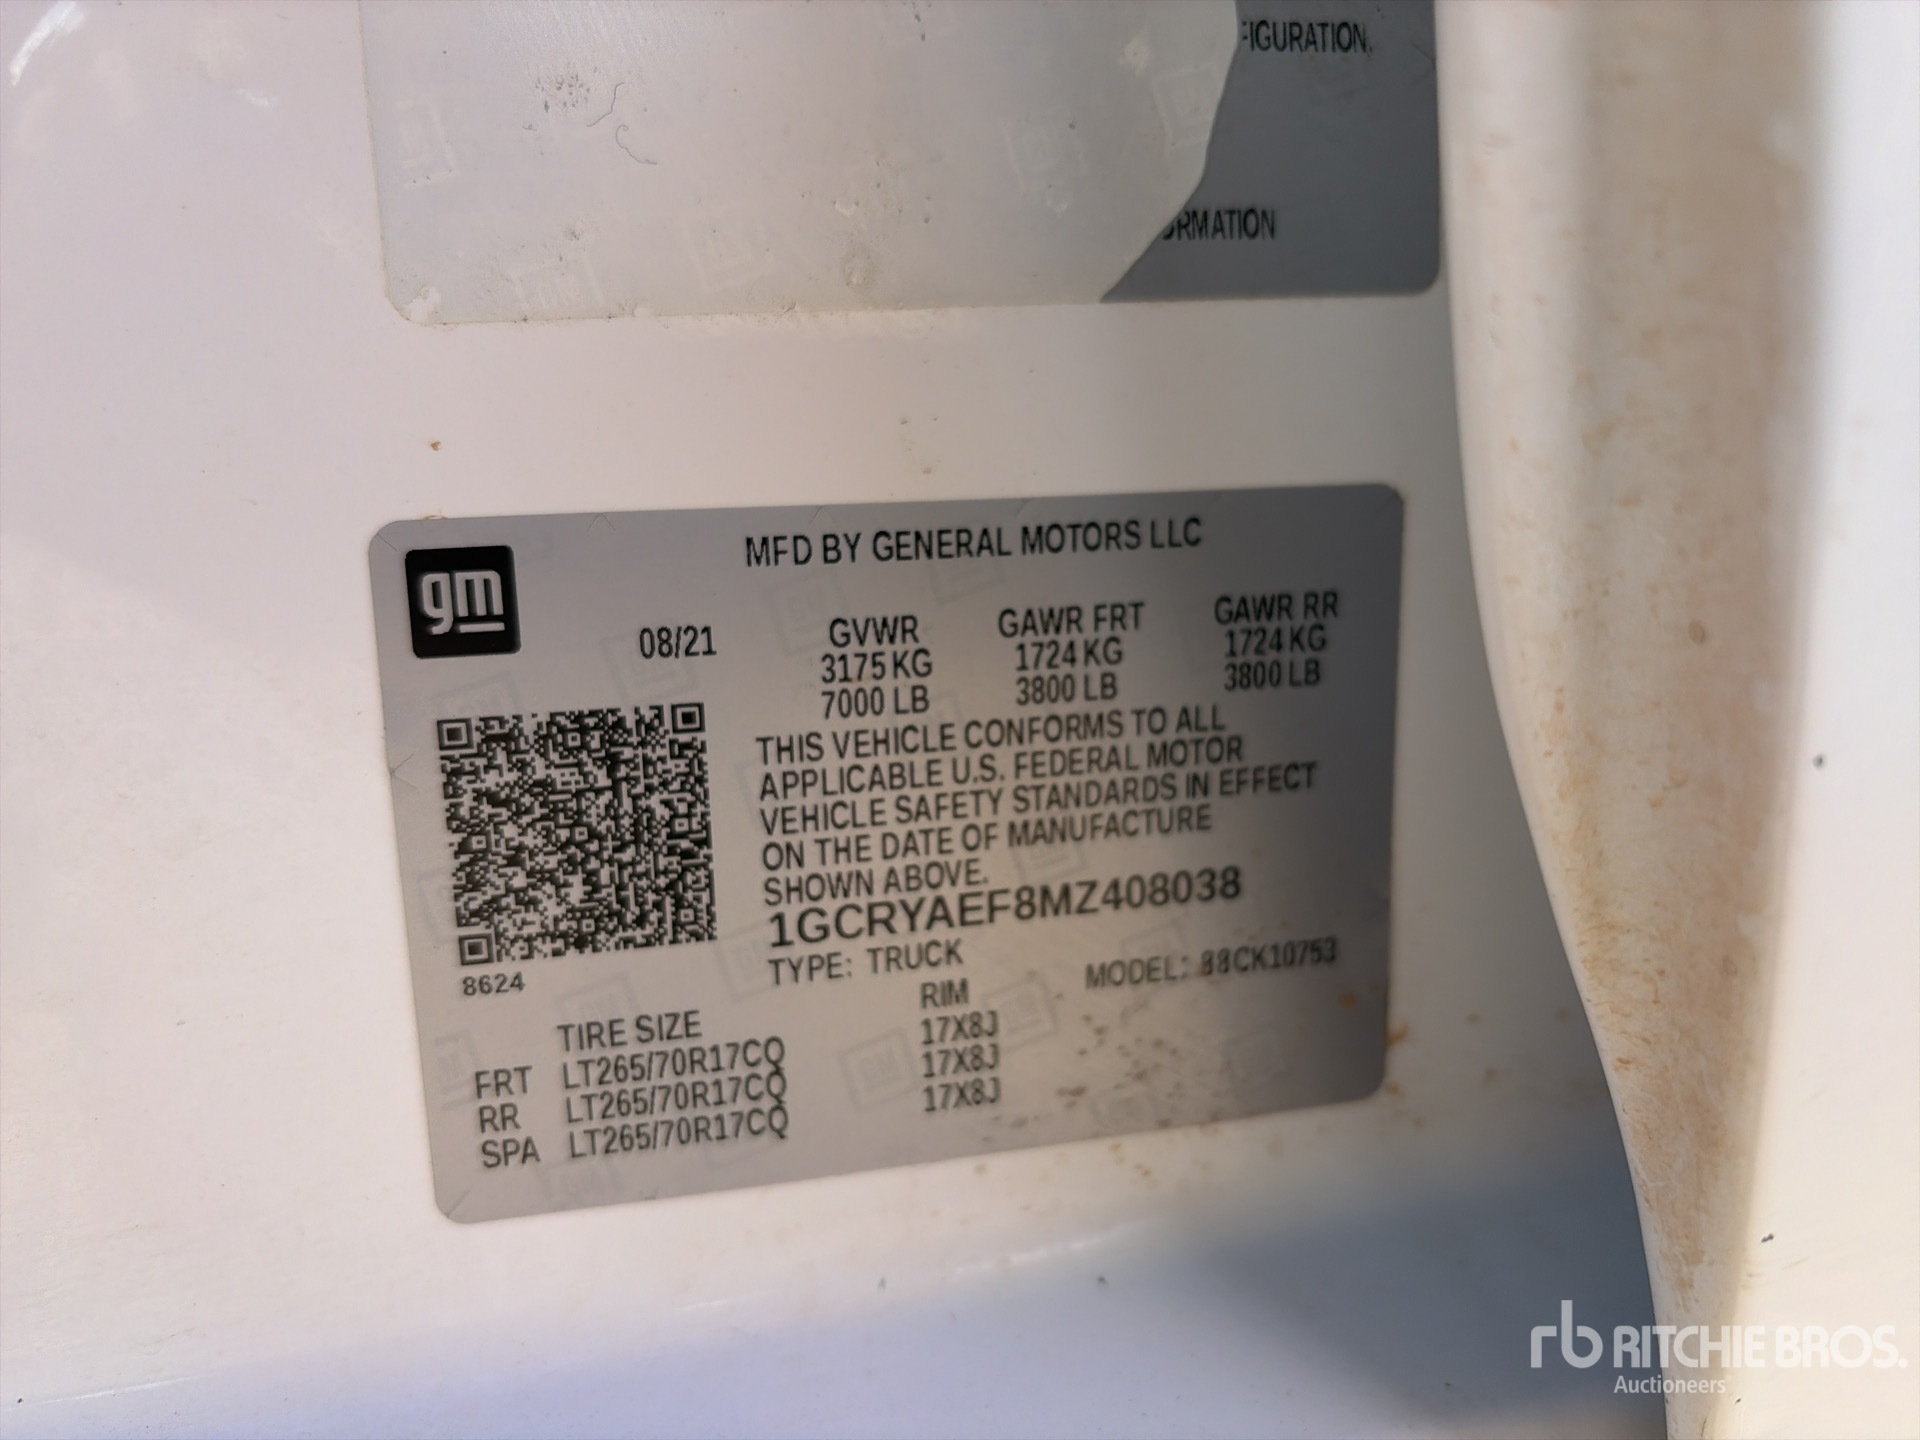 FIGURATION.
ORMATION
gm
MFD BY GENERAL MOTORS LLC
08/21
GVWR GAWR FRT GAWR RR
3175 KG 1724 KG 1724 KG
7000 LB 3800 LB 3800 LB
THIS VEHICLE CONFORMS TO ALL
APPLICABLE U.S. FEDERAL MOTOR
VEHICLE SAFETY STANDARDS IN EFFECT
ON THE DATE OF MANUFACTURE
SHOWN ABOVE.
1GCRYAEF8MZ408038
TYPE: TRUCK MODEL: 88CK10753
8624
TIRE SIZE RIM
FRT LT265/70R17CQ 17X8J
RR LT265/70R17CQ 17X8J
SPA LT265/70R17CQ 17X8J
rb RITCHIE BROS.
Auctioneers